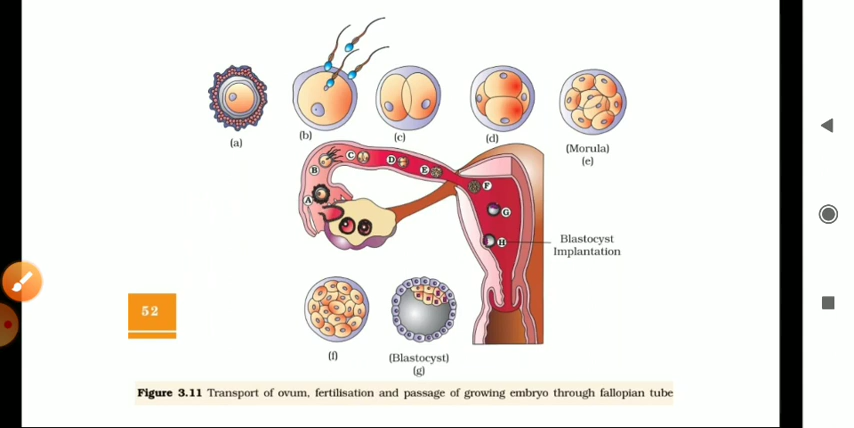 (a)
(b)
(c)
(d)
(Morula)
(e)
A
B
C
D
E
F
G
H
Blastocyst
Implantation
52
(f)
(Blastocyst)
(g)
Figure 3.11 Transport of ovum, fertilisation and passage of growing embryo through fallopian tube